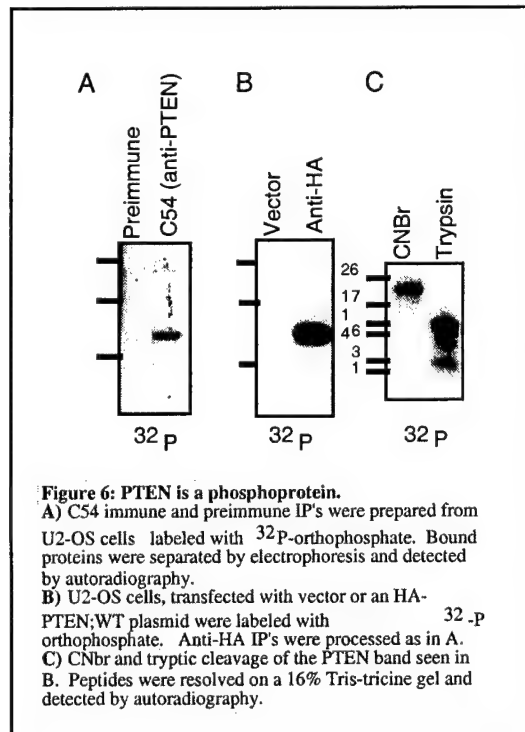 A
B
C
Preimmune
C54 (anti-PTEN)
Vector
Anti-HA
CNBr
Trypsin
26
17
1
46
3
1
32 P
32 P
32 P
Figure 6: PTEN is a phosphoprotein.
A) C54 immune and preimmune IP's were prepared from
U2-OS cells labeled with 32P-orthophosphate. Bound
proteins were separated by electrophoresis and detected
by autoradiography.
B) U2-OS cells, transfected with vector or an HA-
PTEN;WT plasmid were labeled with 32 -P
orthophosphate. Anti-HA IP's were processed as in A.
C) CNbr and tryptic cleavage of the PTEN band seen in
B. Peptides were resolved on a 16% Tris-tricine gel and
detected by autoradiography.